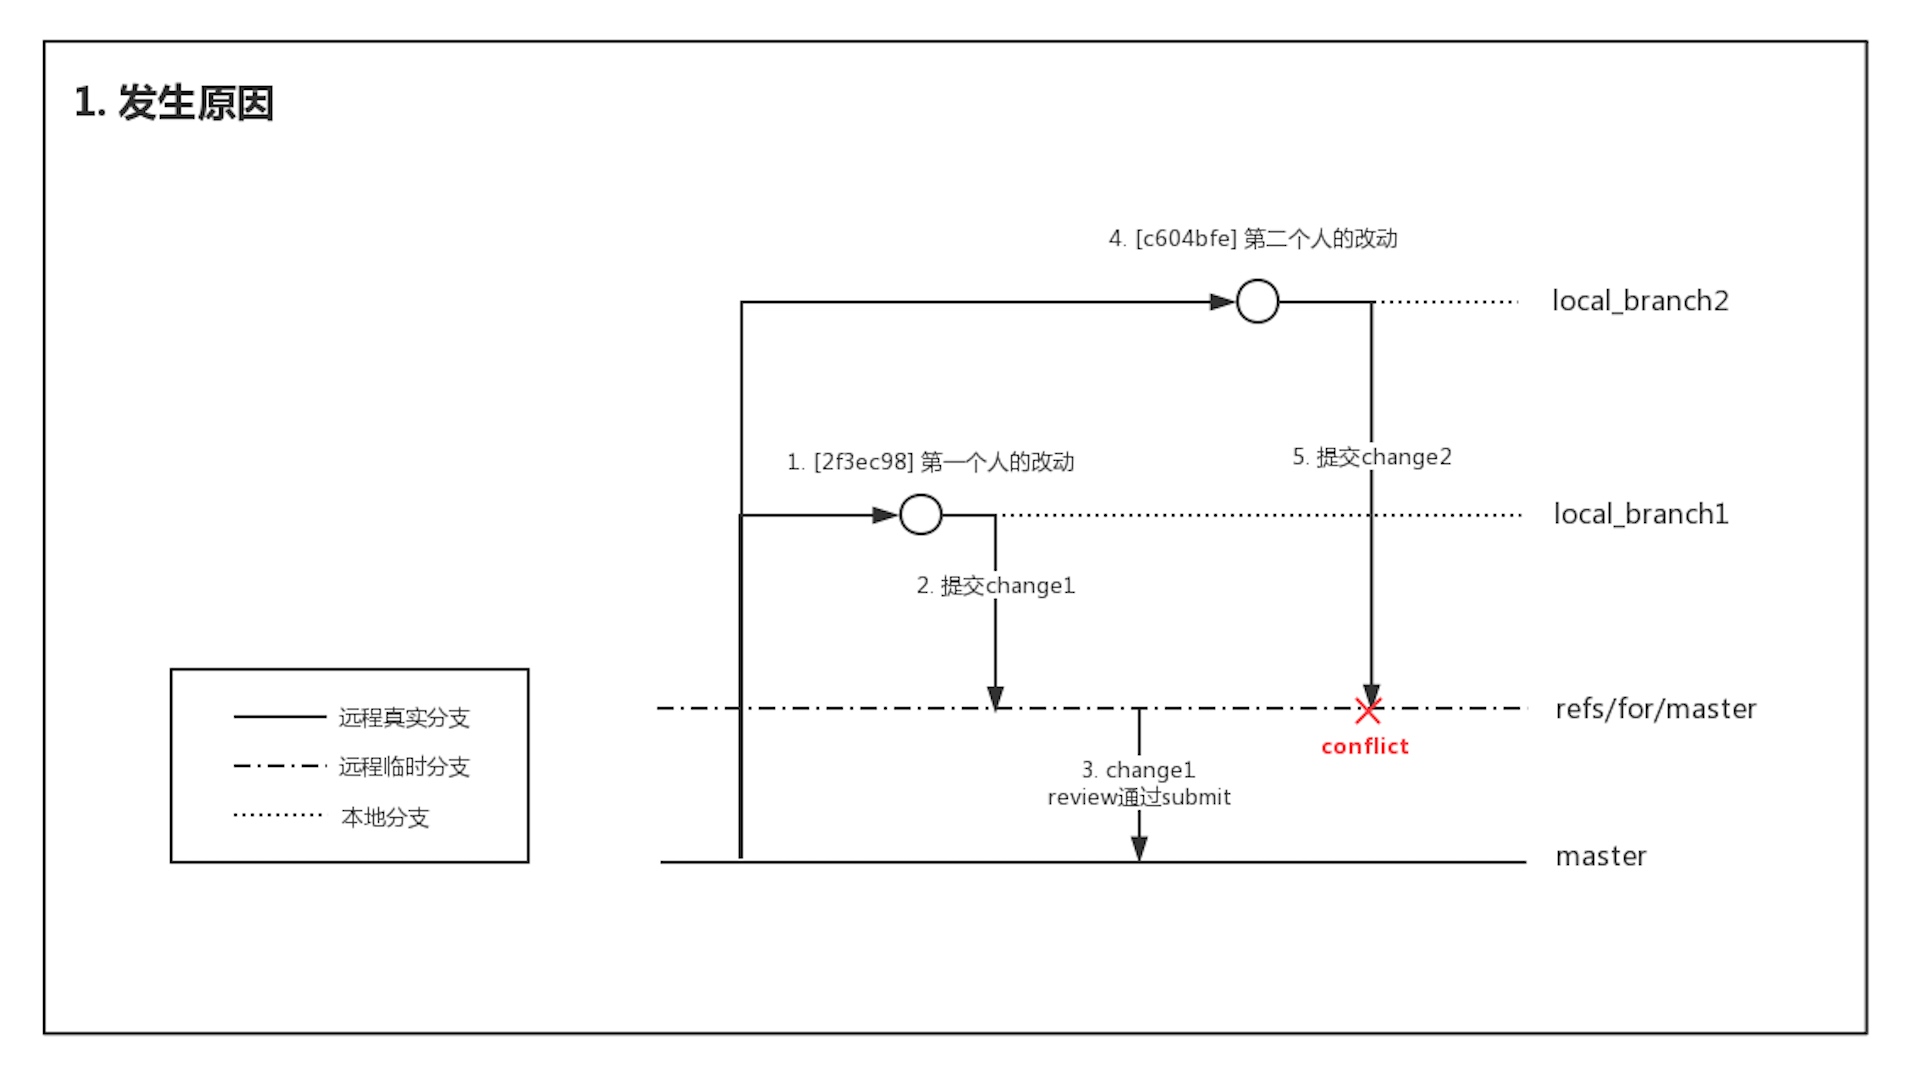 1. 发生原因
4. [c604bfe] 第二个人的改动
local_branch2
5. 提交change2
1. [2f3ec98] 第一个人的改动
local_branch1
2. 提交change1
远程真实分支
远程临时分支
本地分支
refs/for/master
conflict
3. change1
review通过submit
master